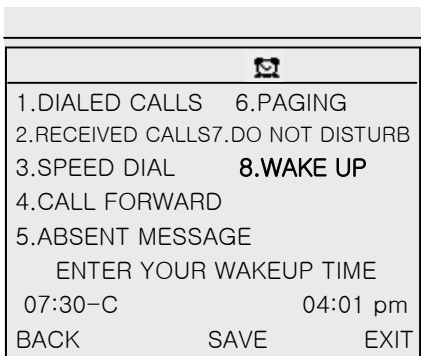 1.DIALED CALLS 6.PAGING
2.RECEIVED CALLS7.DO NOT DISTURB
3.SPEED DIAL 8.WAKE UP
4.CALL FORWARD
5.ABSENT MESSAGE
ENTER YOUR WAKEUP TIME
07:30-C 04:01 pm
BACK SAVE EXIT